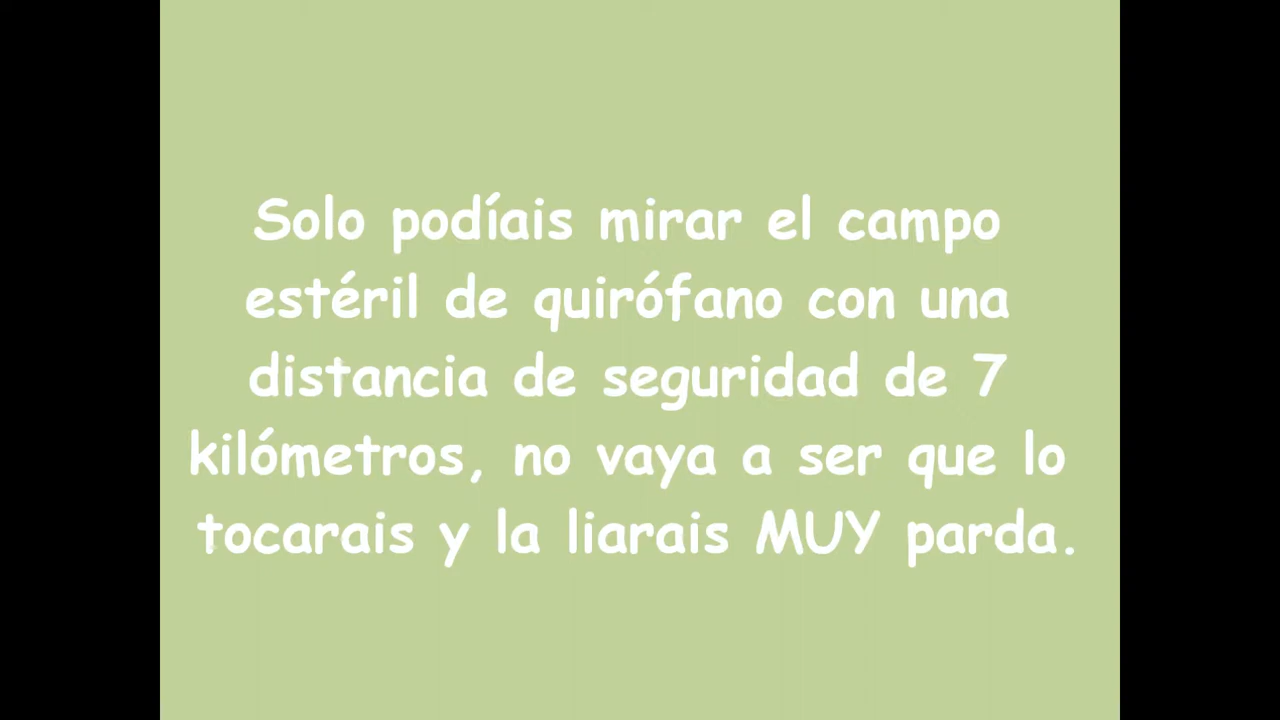 Solo podíais mirar el campo
estéril de quirófano con una
distancia de seguridad de 7
kilómetros, no vaya a ser que lo
tocarais y la liarais MUY parda.